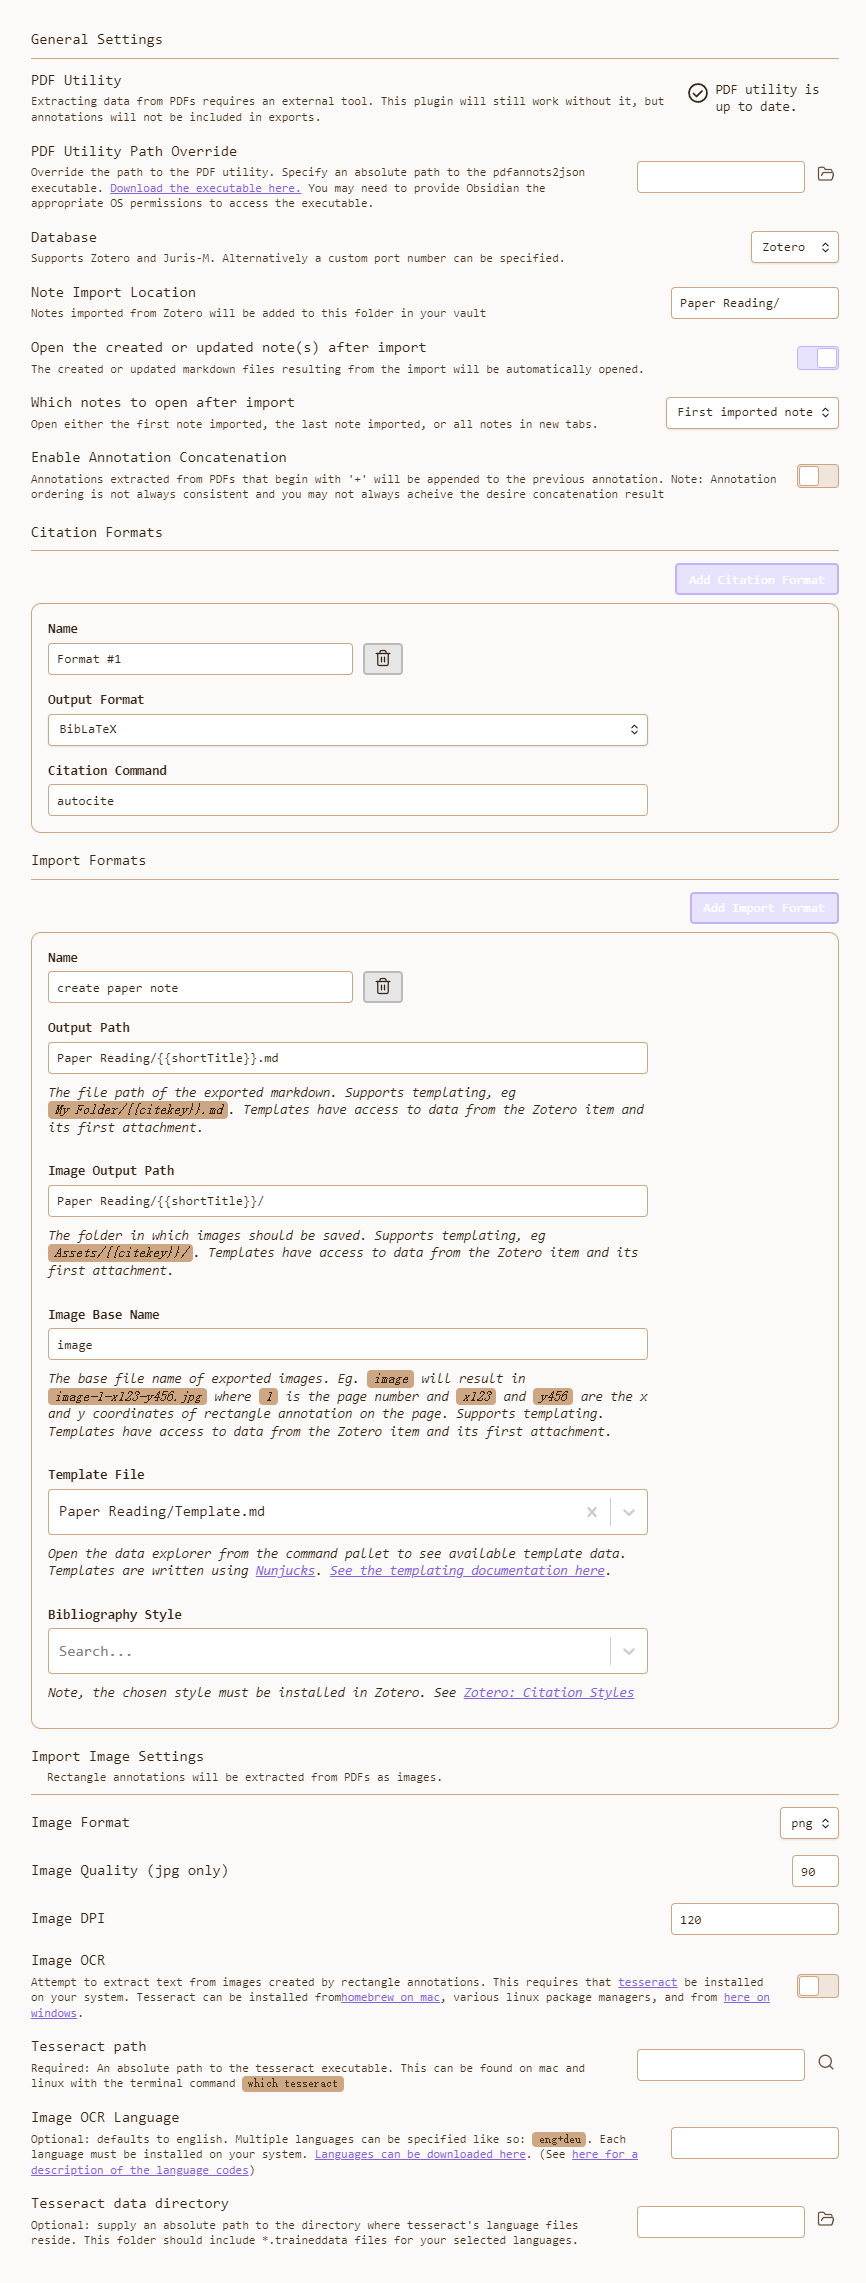 General Settings
PDF Utility
Extracting data from PDFs requires an external tool. This plugin will still work without it, but
annotations will not be included in exports.
PDF utility is
up to date.
PDF Utility Path Override
Override the path to the PDF utility. Specify an absolute path to the pdfannots2json
executable. Download the executable here. You may need to provide Obsidian the
appropriate OS permissions to access the executable.
Database
Supports Zotero and Juris-M. Alternatively a custom port number can be specified.
Zotero
Note Import Location
Notes imported from Zotero will be added to this folder in your vault
Paper Reading/
Open the created or updated note(s) after import
The created or updated markdown files resulting from the import will be automatically opened.
Which notes to open after import
Open either the first note imported, the last note imported, or all notes in new tabs.
First imported note
Enable Annotation Concatenation
Annotations extracted from PDFs that begin with '+' will be appended to the previous annotation. Note: Annotation
ordering is not always consistent and you may not always acheive the desire concatenation result
Citation Formats
Add Citation Format
Name
Format #1
Output Format
BibLaTeX
Citation Command
autocite
Import Formats
Add Import Format
Name
create paper note
Output Path
Paper Reading/{{shortTitle}}.md
The file path of the exported markdown. Supports templating, eg
My Folder/{{citekey}}.md. Templates have access to data from the Zotero item and
its first attachment.
Image Output Path
Paper Reading/{{shortTitle}}/
The folder in which images should be saved. Supports templating, eg
Assets/{{citekey}}/. Templates have access to data from the Zotero item and its
first attachment.
Image Base Name
image
The base file name of exported images. Eg. image will result in
image-1-x123-y456.jpg where 1 is the page number and x123 and y456 are the x
and y coordinates of rectangle annotation on the page. Supports templating.
Templates have access to data from the Zotero item and its first attachment.
Template File
Paper Reading/Template.md
Open the data explorer from the command pallet to see available template data.
Templates are written using Nunjucks. See the templating documentation here.
Bibliography Style
Search...
Note, the chosen style must be installed in Zotero. See Zotero: Citation Styles
Import Image Settings
Rectangle annotations will be extracted from PDFs as images.
Image Format
png
Image Quality (jpg only)
90
Image DPI
120
Image OCR
Attempt to extract text from images created by rectangle annotations. This requires that tesseract be installed
on your system. Tesseract can be installed fromhomebrew on mac, various linux package managers, and from here on
windows.
Tesseract path
Required: An absolute path to the tesseract executable. This can be found on mac and
linux with the terminal command which tesseract
Image OCR Language
Optional: defaults to english. Multiple languages can be specified like so: eng+deu. Each
language must be installed on your system. Languages can be downloaded here. (See here for a
description of the language codes)
Tesseract data directory
Optional: supply an absolute path to the directory where tesseract's language files
reside. This folder should include *.traineddata files for your selected languages.